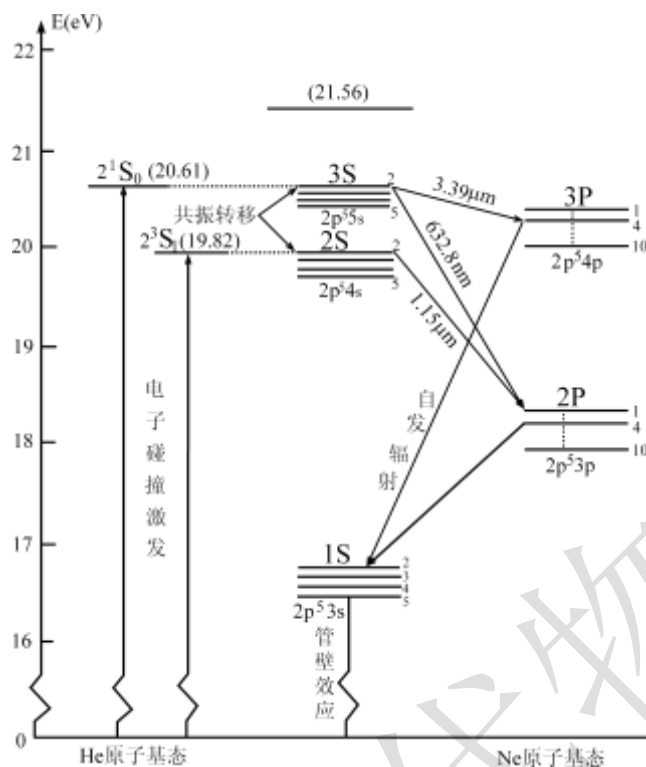 E(eV)
22
21
20
19
18
17
16
0
(21.56)
2¹S₀ (20.61)
3S
2
5
2p⁵5s
共振转移
2³S₁(19.82)
2S
2
5
2p⁵4s
3.39μm
632.8nm
1.15μm
3P
1
4
10
2p⁵4p
2P
1
4
10
2p⁵3p
自发辐射
电子碰撞激发
1S
2
3
4
5
2p⁵3s
管壁效应
He原子基态
Ne原子基态